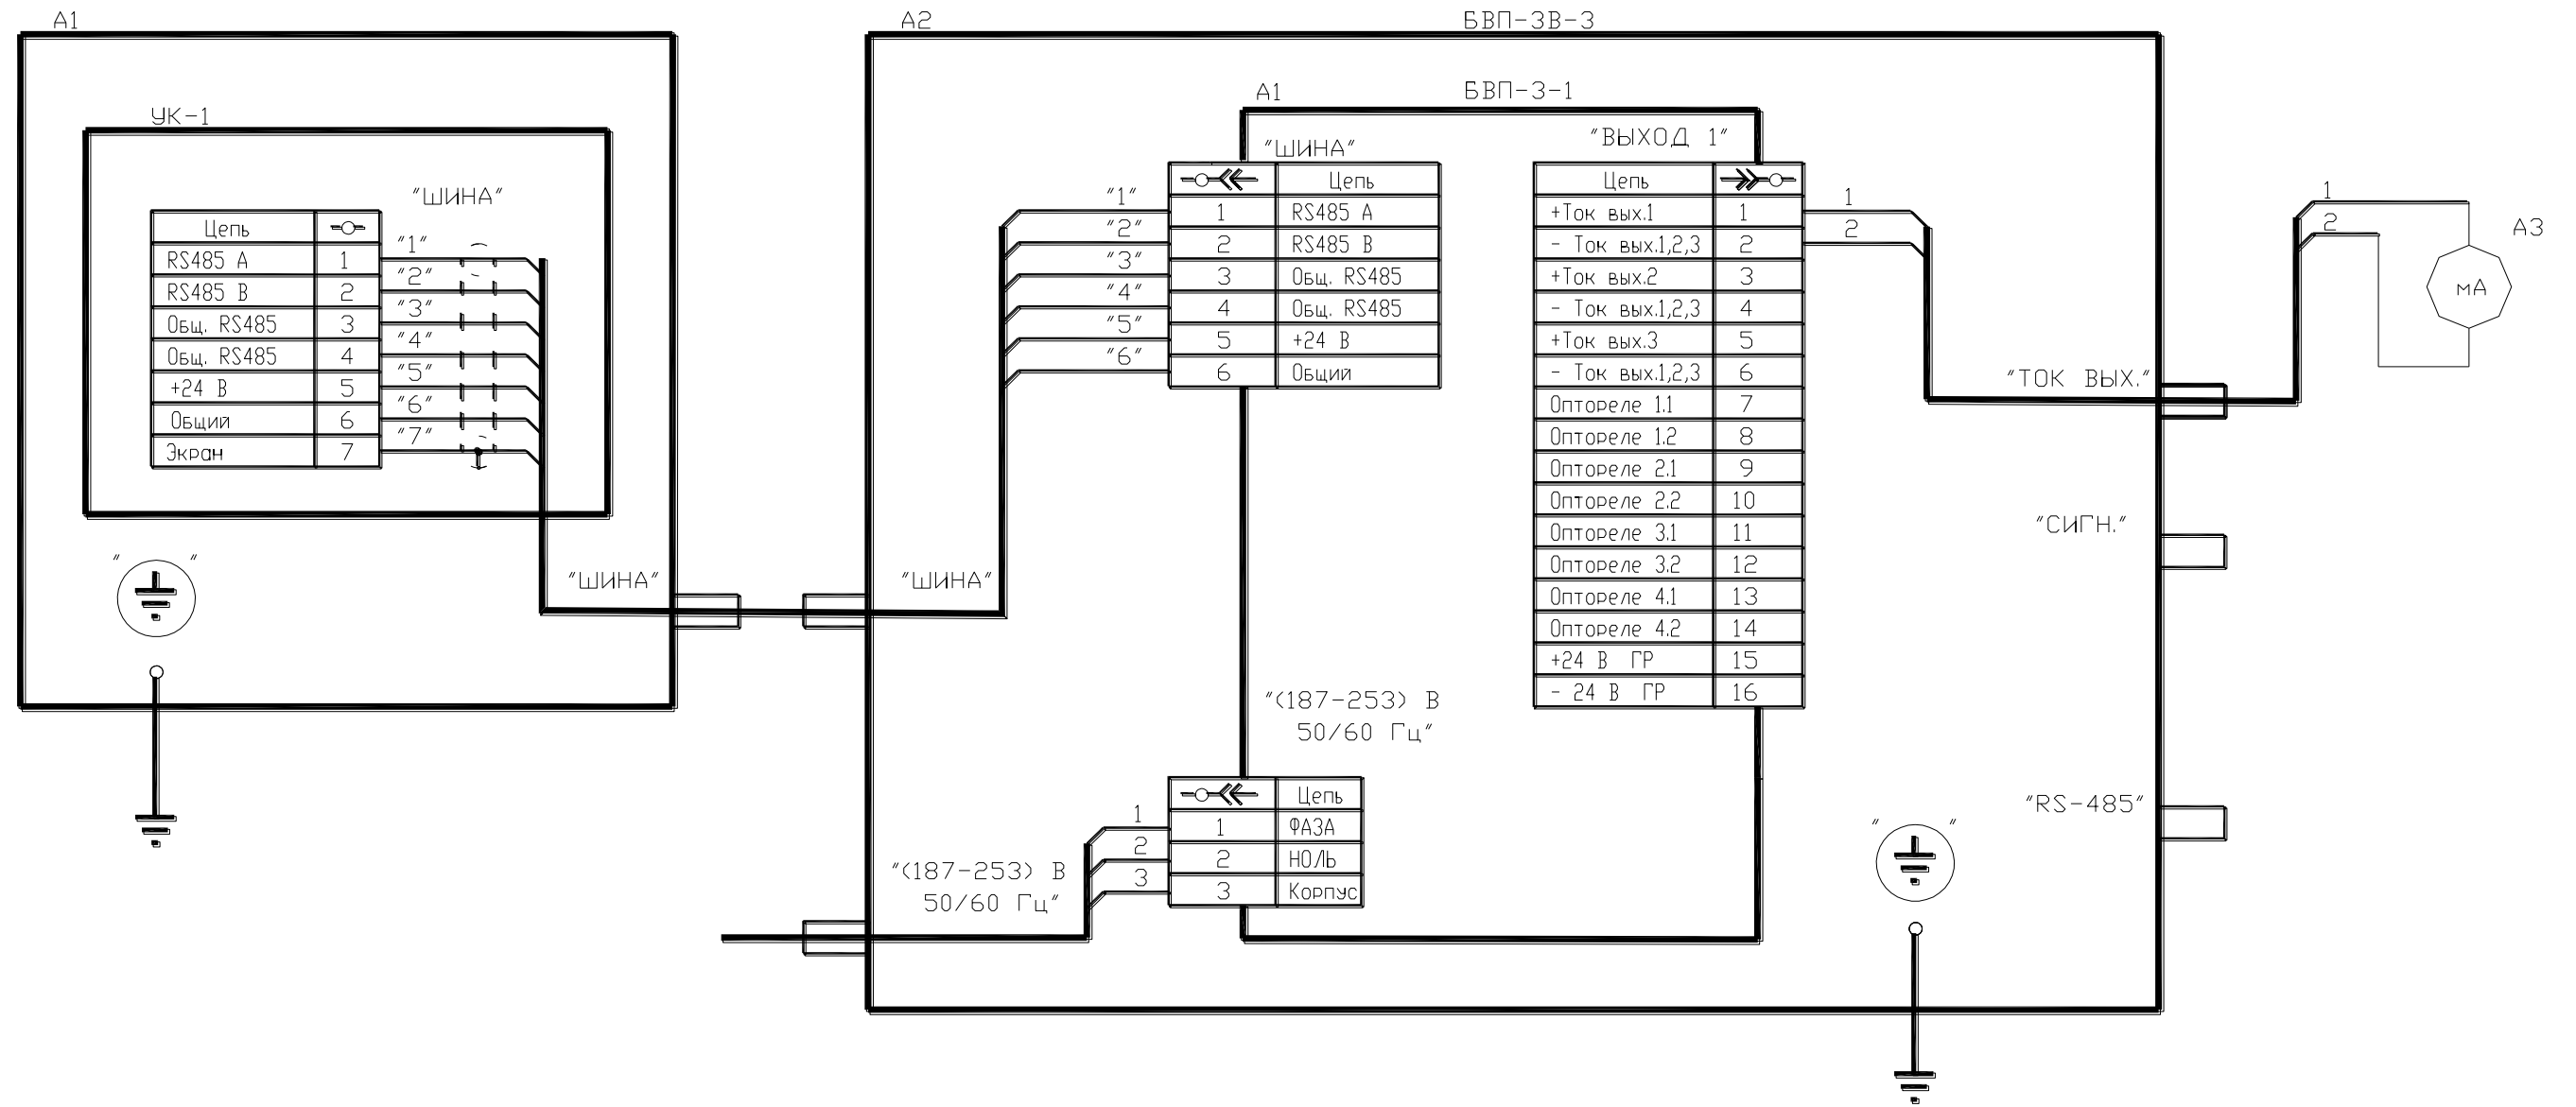 А1
УК-1
"ШИНА"
Цепь
RS485 А 1 "1"
RS485 В 2 "2"
Общ. RS485 3 "3"
Общ. RS485 4 "4"
+24 В 5 "5"
Общий 6 "6"
Экран 7 "7"
" "
"ШИНА"
А2
БВП-3В-3
А1
БВП-3-1
"ШИНА"
Цепь
"1" 1 RS485 А
"2" 2 RS485 В
"3" 3 Общ. RS485
"4" 4 Общ. RS485
"5" 5 +24 В
"6" 6 Общий
"ШИНА"
"ВЫХОД 1"
Цепь
+Ток вых.1 1 1
- Ток вых.1,2,3 2 2
+Ток вых.2 3
- Ток вых.1,2,3 4
+Ток вых.3 5
- Ток вых.1,2,3 6
Оптореле 1.1 7
Оптореле 1.2 8
Оптореле 2.1 9
Оптореле 2.2 10
Оптореле 3.1 11
Оптореле 3.2 12
Оптореле 4.1 13
Оптореле 4.2 14
+24 В ГР 15
- 24 В ГР 16
"(187-253) В
50/60 Гц"
Цепь
1 1 ФАЗА
2 2 НОЛЬ
3 3 Корпус
"(187-253) В
50/60 Гц"
"ТОК ВЫХ."
"СИГН."
"RS-485"
" "
1
2
А3
мА